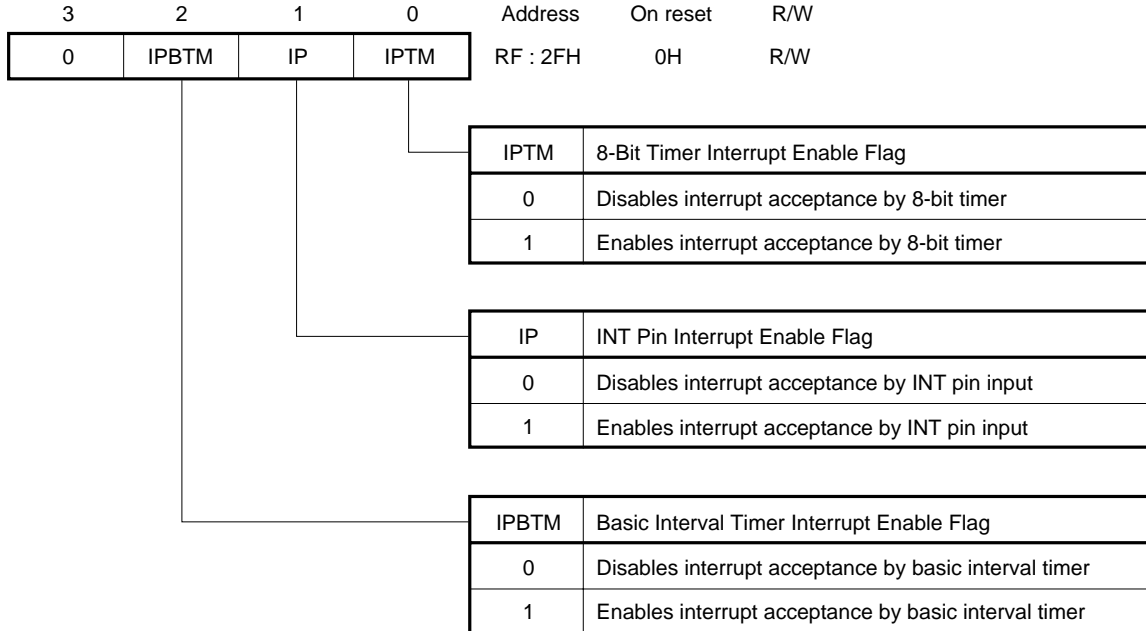 3 2 1 0 Address On reset R/W
0 IPBTM IP IPTM RF : 2FH 0H R/W
IPTM 8-Bit Timer Interrupt Enable Flag
0 Disables interrupt acceptance by 8-bit timer
1 Enables interrupt acceptance by 8-bit timer
IP INT Pin Interrupt Enable Flag
0 Disables interrupt acceptance by INT pin input
1 Enables interrupt acceptance by INT pin input
IPBTM Basic Interval Timer Interrupt Enable Flag
0 Disables interrupt acceptance by basic interval timer
1 Enables interrupt acceptance by basic interval timer